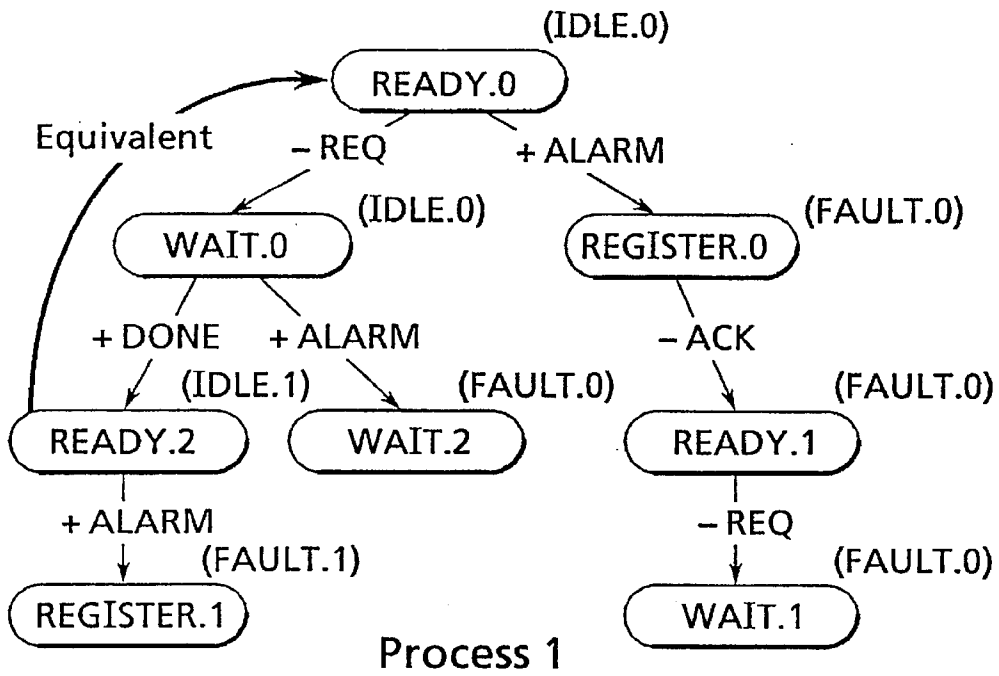 (IDLE.0)
READY.0
Equivalent
– REQ
+ ALARM
(IDLE.0)
(FAULT.0)
WAIT.0
REGISTER.0
+ DONE
+ ALARM
– ACK
(IDLE.1)
(FAULT.0)
(FAULT.0)
READY.2
WAIT.2
READY.1
+ ALARM
– REQ
(FAULT.1)
(FAULT.0)
REGISTER.1
WAIT.1
Process 1